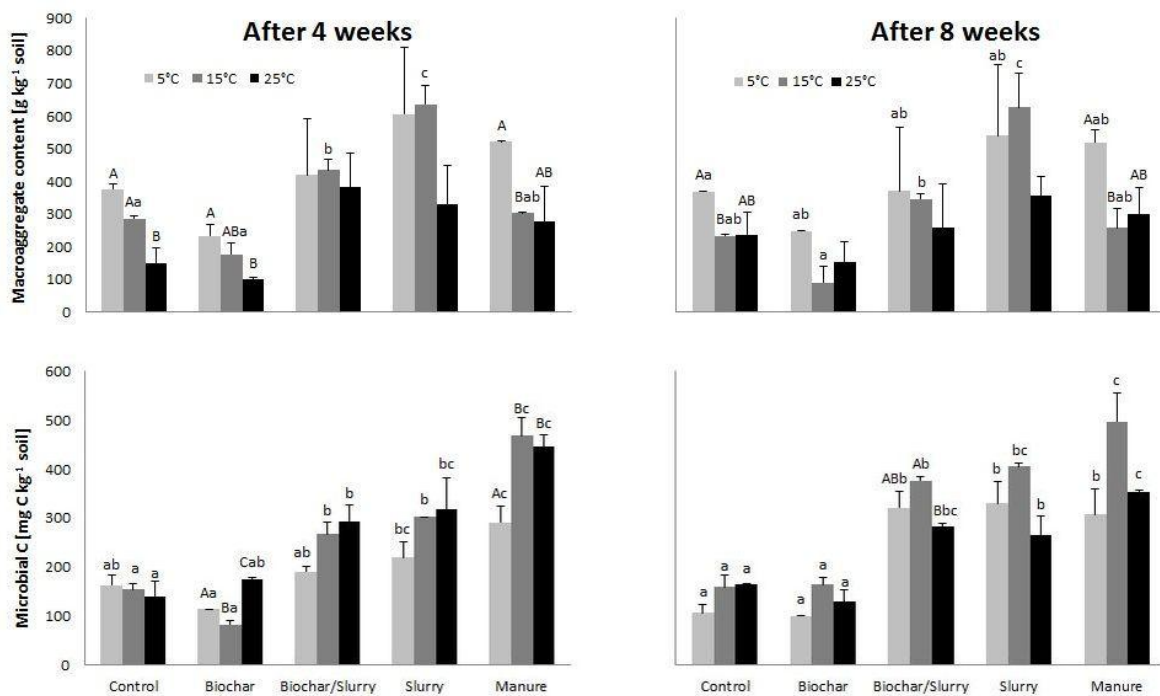 After 4 weeks
After 8 weeks
Macroaggregate content [g kg⁻¹ soil]
900
800
700
600
500
400
300
200
100
0
5°C 15°C 25°C
A Aa B
A ABa B
b
c
A Bab AB
5°C 15°C 25°C
Aa Bab AB
ab a
ab b
ab c
Aab Bab AB
Microbial C [mg C kg⁻¹ soil]
600
500
400
300
200
100
0
ab a a
Aa Ba Cab
ab b b
bc b bc
Ac Bc Bc
a a a
a a a
ABb Ab Bbc
b bc b
b c c
Control Biochar Biochar/Slurry Slurry Manure
Control Biochar Biochar/Slurry Slurry Manure